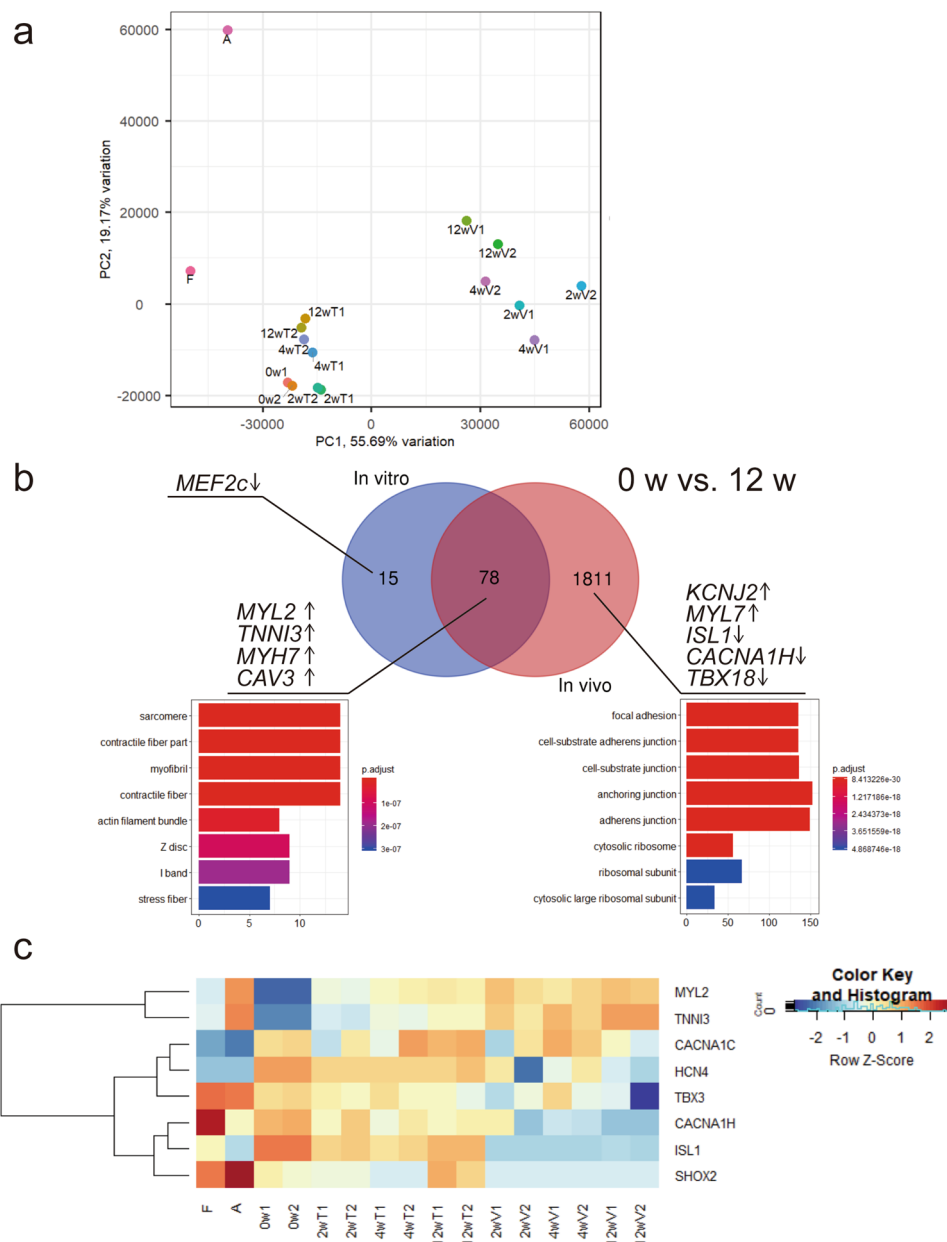 a
60000
40000
20000
0
-20000
PC2, 19.17% variation
A
F
12wV1
12wV2
4wV2
2wV2
2wV1
4wV1
12wT1
12wT2
4wT2
4wT1
0w1
0w2
2wT2
2wT1
-30000
0
30000
60000
PC1, 55.69% variation
b
MEF2c↓
In vitro
0 w vs. 12 w
15
78
1811
In vivo
MYL2 ↑
TNNI3↑
MYH7 ↑
CAV3 ↑
KCNJ2↑
MYL7↑
ISL1↓
CACNA1H↓
TBX18↓
sarcomere
contractile fiber part
myofibril
contractile fiber
actin filament bundle
Z disc
I band
stress fiber
0
5
10
p.adjust
1e-07
2e-07
3e-07
focal adhesion
cell-substrate adherens junction
cell-substrate junction
anchoring junction
adherens junction
cytosolic ribosome
ribosomal subunit
cytosolic large ribosomal subunit
0
50
100
150
p.adjust
8.413226e-30
1.217186e-18
2.434373e-18
3.651559e-18
4.868746e-18
c
MYL2
TNNI3
CACNA1C
HCN4
TBX3
CACNA1H
ISL1
SHOX2
F
A
0w1
0w2
2wT1
2wT2
4wT1
4wT2
12wT1
12wT2
2wV1
2wV2
4wV1
4wV2
12wV1
12wV2
Color Key
and Histogram
Count
0
-2
-1
0
1
2
Row Z-Score